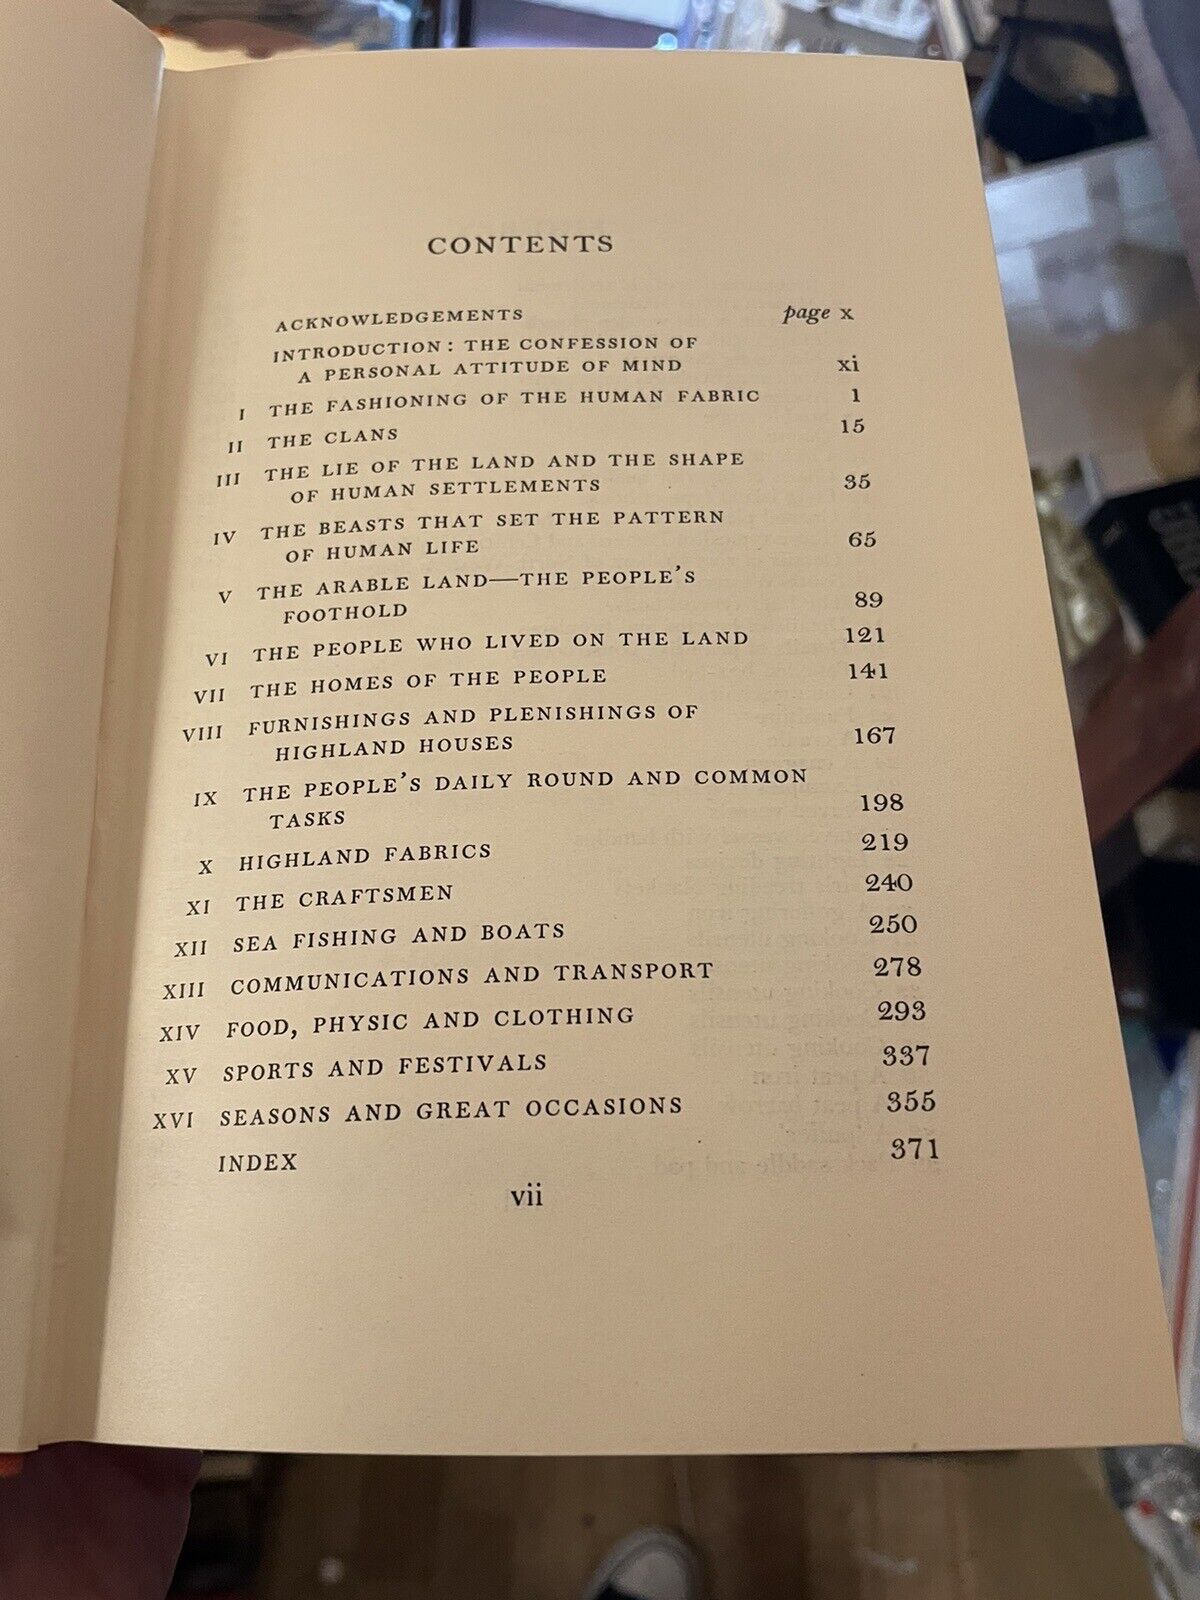 CONTENTS
ACKNOWLEDGEMENTS page x
INTRODUCTION: THE CONFESSION OF
A PERSONAL ATTITUDE OF MIND xi
I THE FASHIONING OF THE HUMAN FABRIC 1
II THE CLANS 15
III THE LIE OF THE LAND AND THE SHAPE
OF HUMAN SETTLEMENTS 35
IV THE BEASTS THAT SET THE PATTERN
OF HUMAN LIFE 65
V THE ARABLE LAND—THE PEOPLE'S
FOOTHOLD 89
VI THE PEOPLE WHO LIVED ON THE LAND 121
VII THE HOMES OF THE PEOPLE 141
VIII FURNISHINGS AND PLENISHINGS OF
HIGHLAND HOUSES 167
IX THE PEOPLE'S DAILY ROUND AND COMMON
TASKS 198
X HIGHLAND FABRICS 219
XI THE CRAFTSMEN 240
XII SEA FISHING AND BOATS 250
XIII COMMUNICATIONS AND TRANSPORT 278
XIV FOOD, PHYSIC AND CLOTHING 293
XV SPORTS AND FESTIVALS 337
XVI SEASONS AND GREAT OCCASIONS 355
INDEX 371
vii